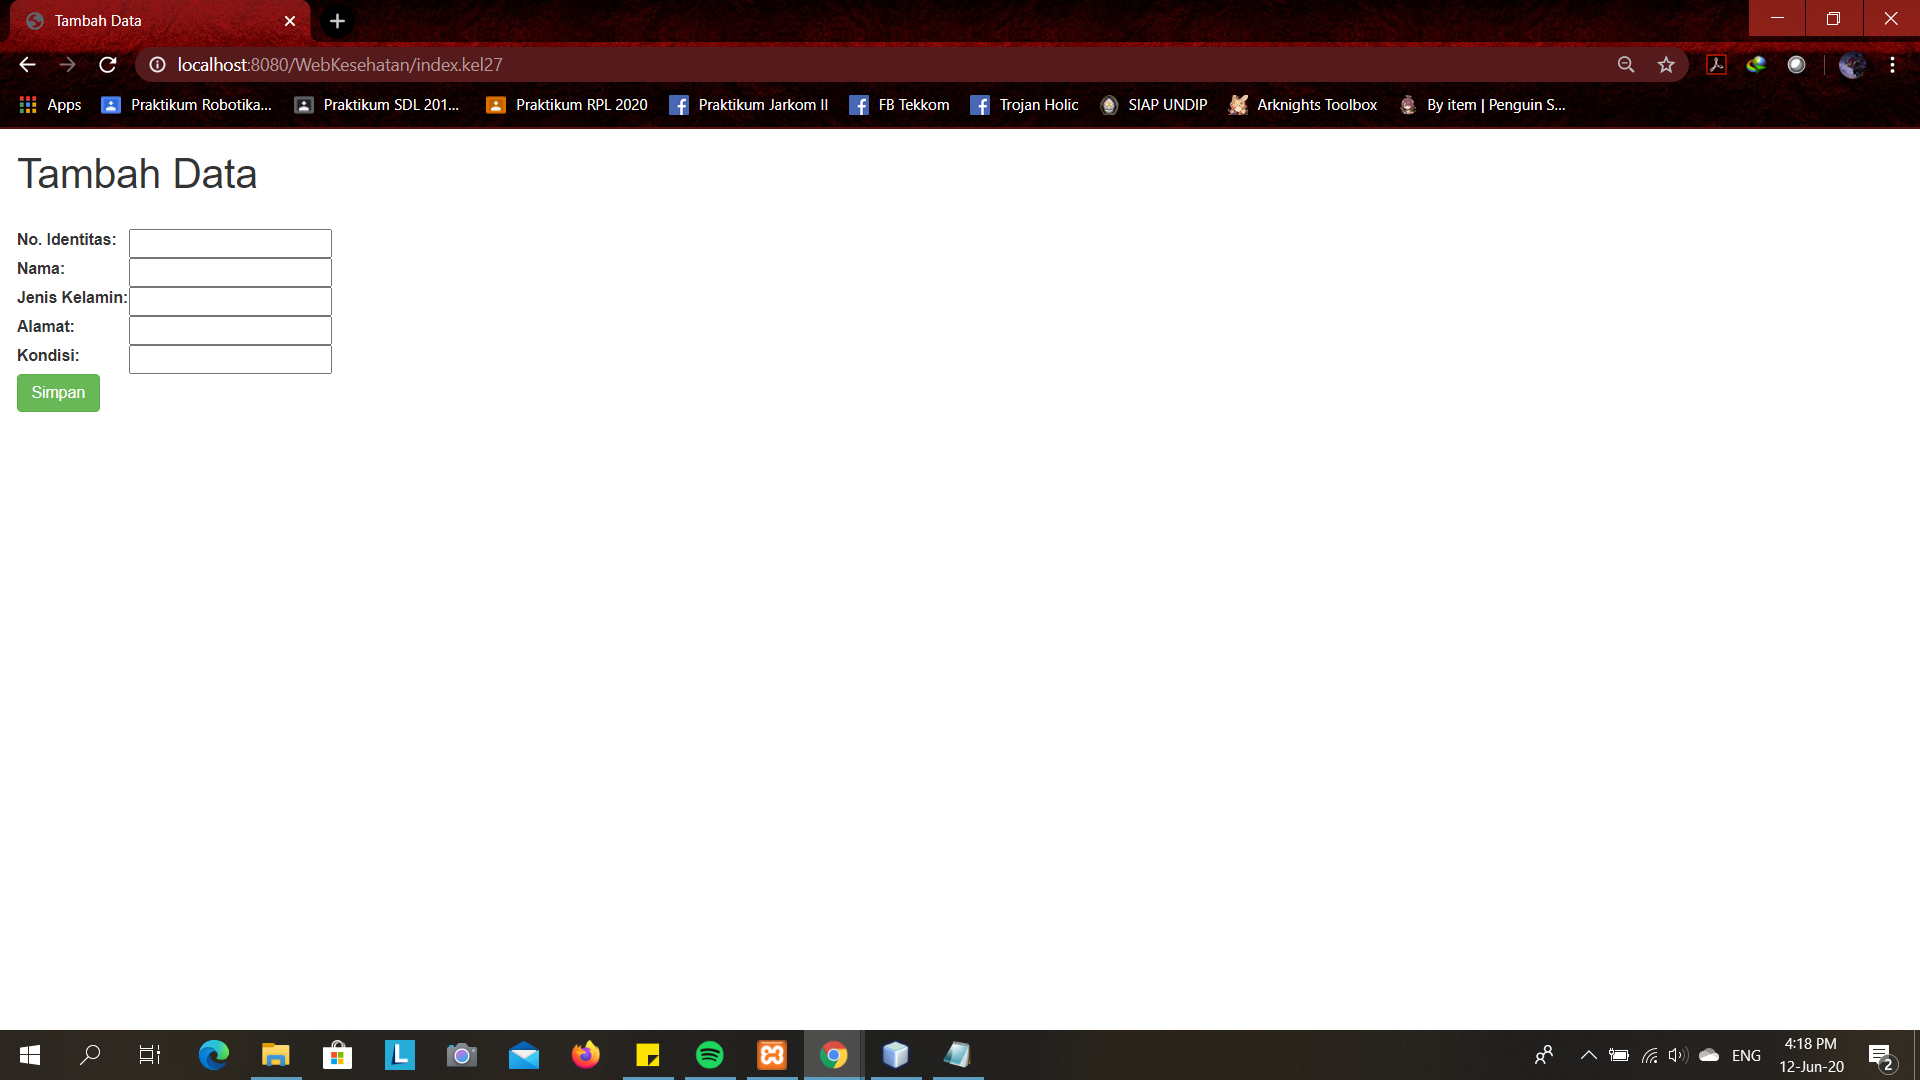 Tambah Data
localhost:8080/WebKesehatan/index.kel27
Apps Praktikum Robotika... Praktikum SDL 201... Praktikum RPL 2020 Praktikum Jarkom II FB Tekkom Trojan Holic SIAP UNDIP Arknights Toolbox By item | Penguin S...
Tambah Data
No. Identitas:
Nama:
Jenis Kelamin:
Alamat:
Kondisi:
Simpan
L
ENG
4:18 PM
12-Jun-20
2